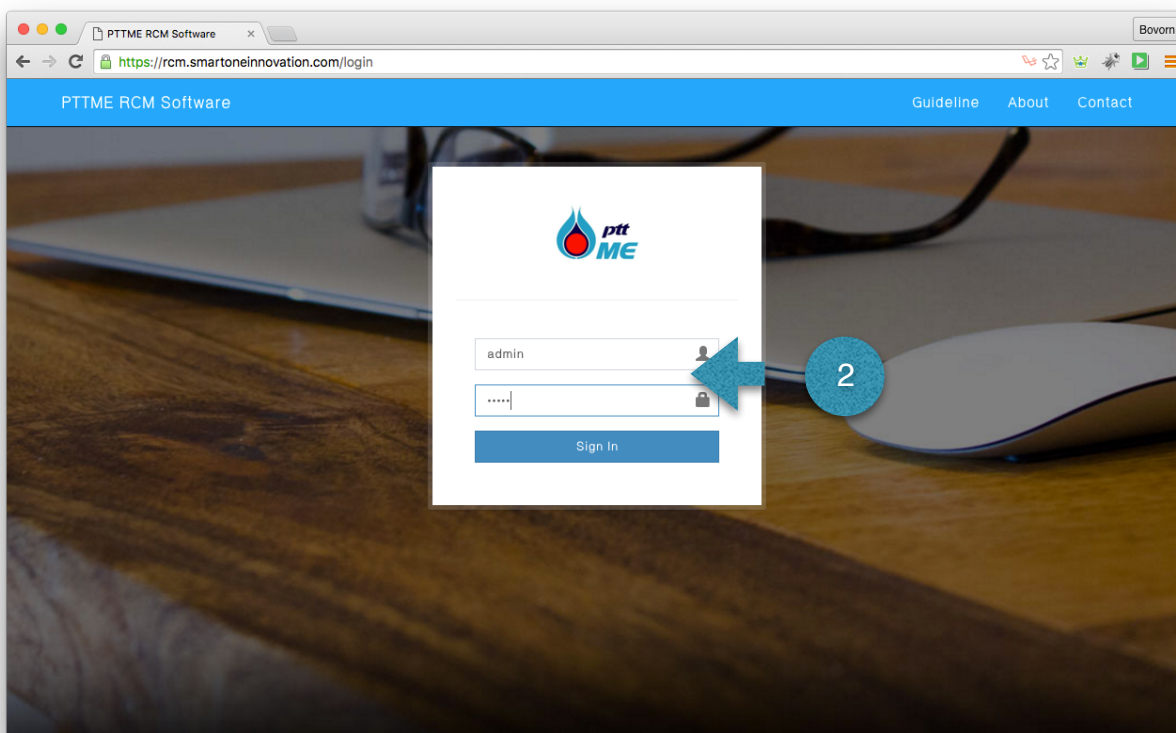 PTTME RCM Software
Bovorn
https://rcm.smartoneinnovation.com/login
PTTME RCM Software Guideline About Contact
ptt
ME
admin
•••••
2
Sign In